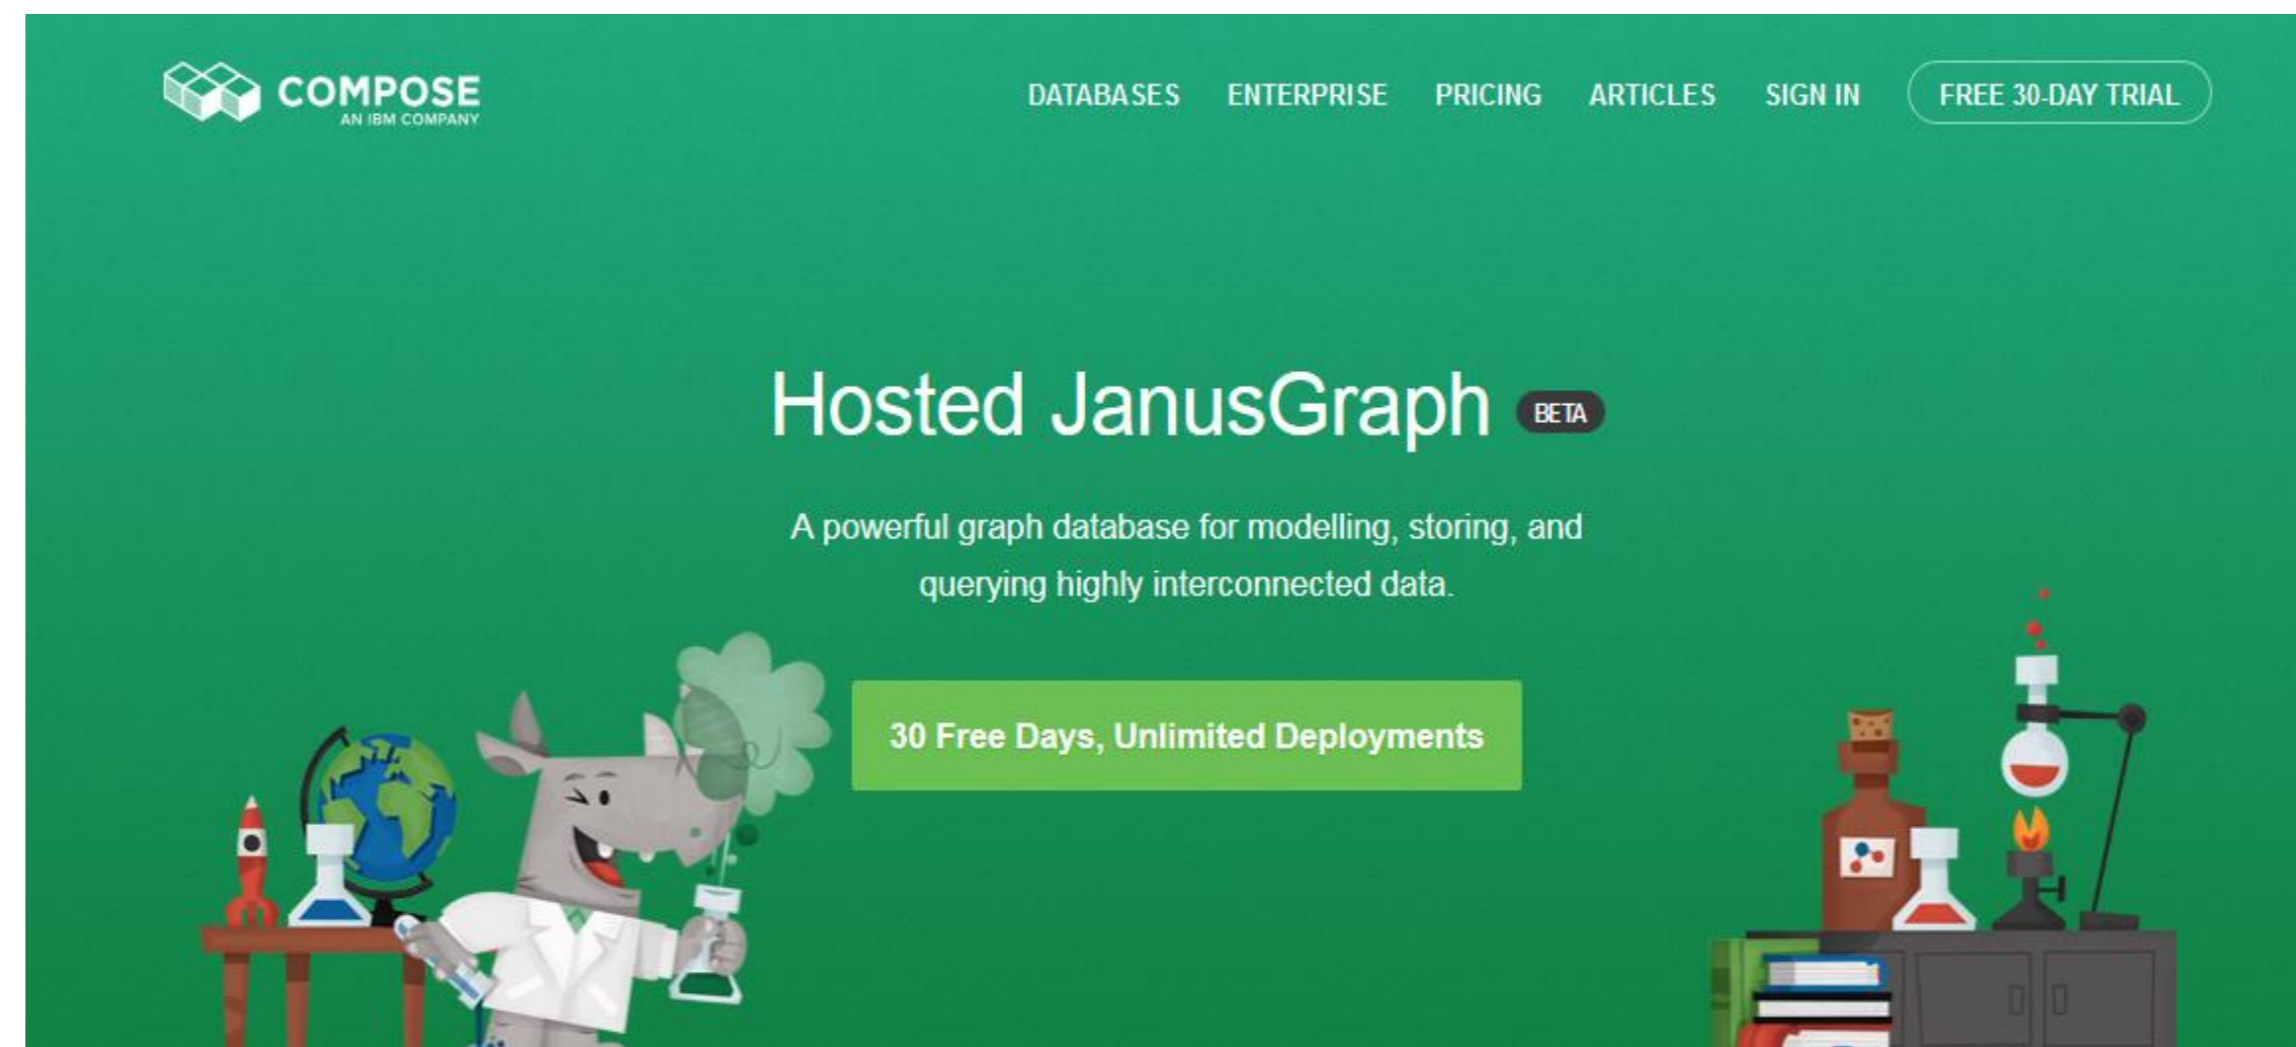 COMPOSE
AN IBM COMPANY
DATABASES ENTERPRISE PRICING ARTICLES SIGN IN FREE 30-DAY TRIAL
Hosted JanusGraph BETA
A powerful graph database for modelling, storing, and
querying highly interconnected data.
30 Free Days, Unlimited Deployments